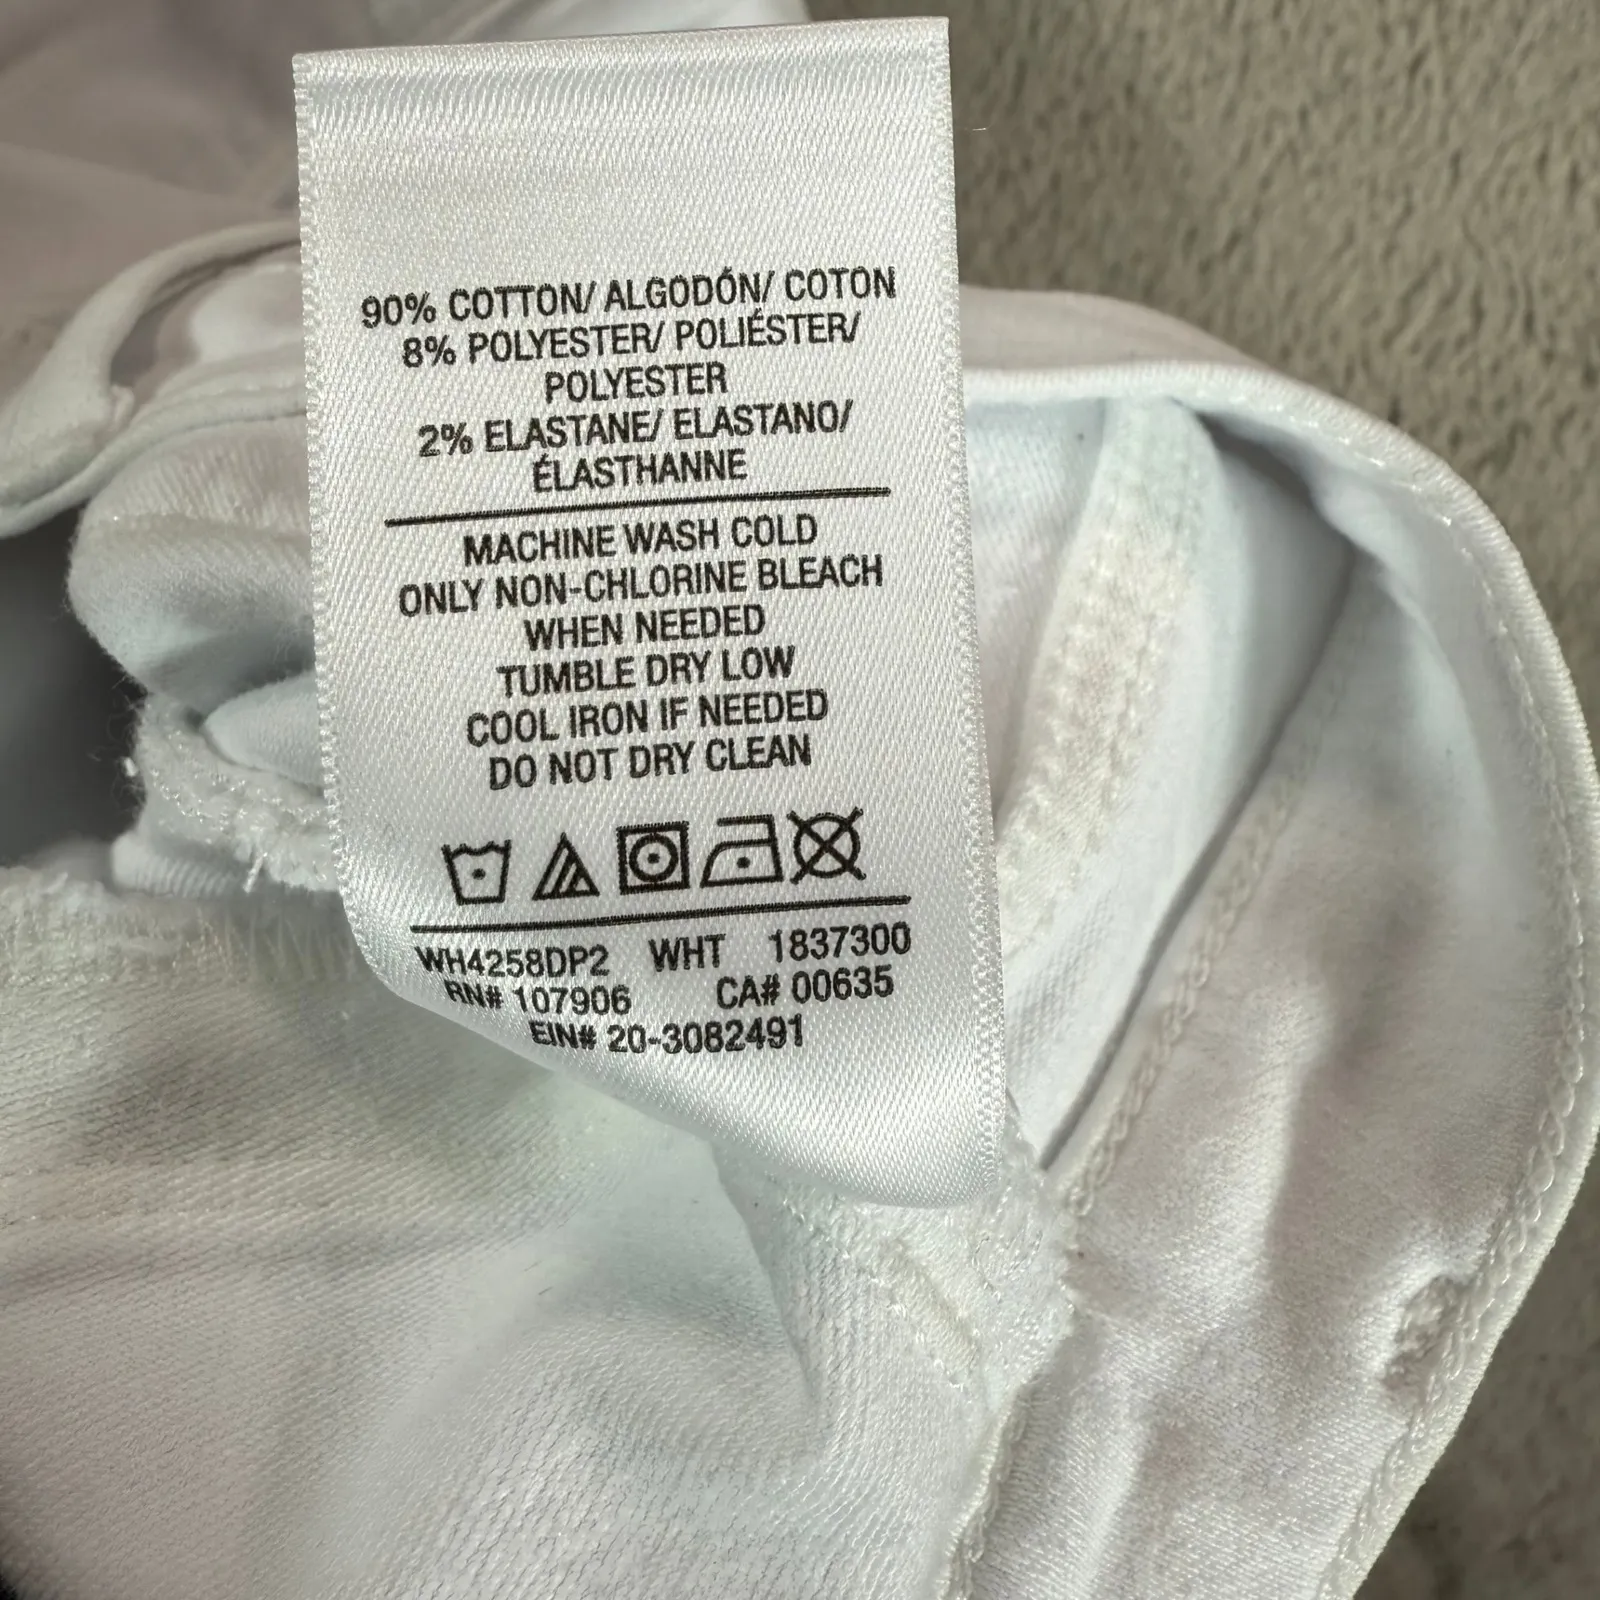 90% COTTON/ ALGODÓN/ COTON
8% POLYESTER/ POLIÉSTER/
POLYESTER
2% ELASTANE/ ELASTANO/
ÉLASTHANNE
MACHINE WASH COLD
ONLY NON-CHLORINE BLEACH
WHEN NEEDED
TUMBLE DRY LOW
COOL IRON IF NEEDED
DO NOT DRY CLEAN
WH4258DP2 WHT 1837300
RN# 107906 CA# 00635
EIN# 20-3082491